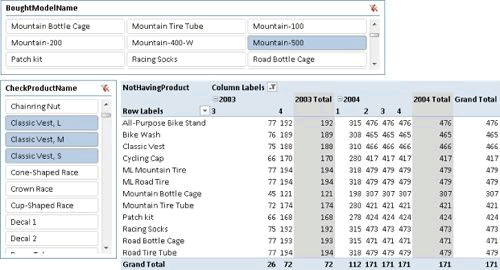 BoughtModelName
Mountain Bottle Cage Mountain Tire Tube Mountain-100
Mountain-200 Mountain-400-W Mountain-500
Patch kit Racing Socks Road Bottle Cage
CheckProductName
Chainring Nut
Classic Vest, L
Classic Vest, M
Classic Vest, S
Cone-Shaped Race
Crown Race
Cup-Shaped Race
Decal 1
Decal 2
NotHavingProduct Column Labels
2003 2003 Total 2004 2004 Total Grand Total
Row Labels 3 4 1 2 3 4
All-Purpose Bike Stand 77 192 192 315 476 476 476 476 476
Bike Wash 76 189 189 308 465 465 465 465 465
Classic Vest 75 188 188 310 466 466 466 466 466
Cycling Cap 66 170 170 280 417 417 417 417 417
ML Mountain Tire 77 194 194 318 479 479 479 479 479
ML Road Tire 77 194 194 318 479 479 479 479 479
Mountain Bottle Cage 45 121 121 198 307 307 307 307 307
Mountain Tire Tube 72 174 174 280 421 421 421 421 421
Patch kit 66 168 168 278 424 424 424 424 424
Racing Socks 75 192 192 315 473 473 473 473 473
Road Bottle Cage 77 193 193 315 471 471 471 471 471
Road Tire Tube 77 194 194 318 479 479 479 479 479
Grand Total 26 72 72 112 171 171 171 171 171